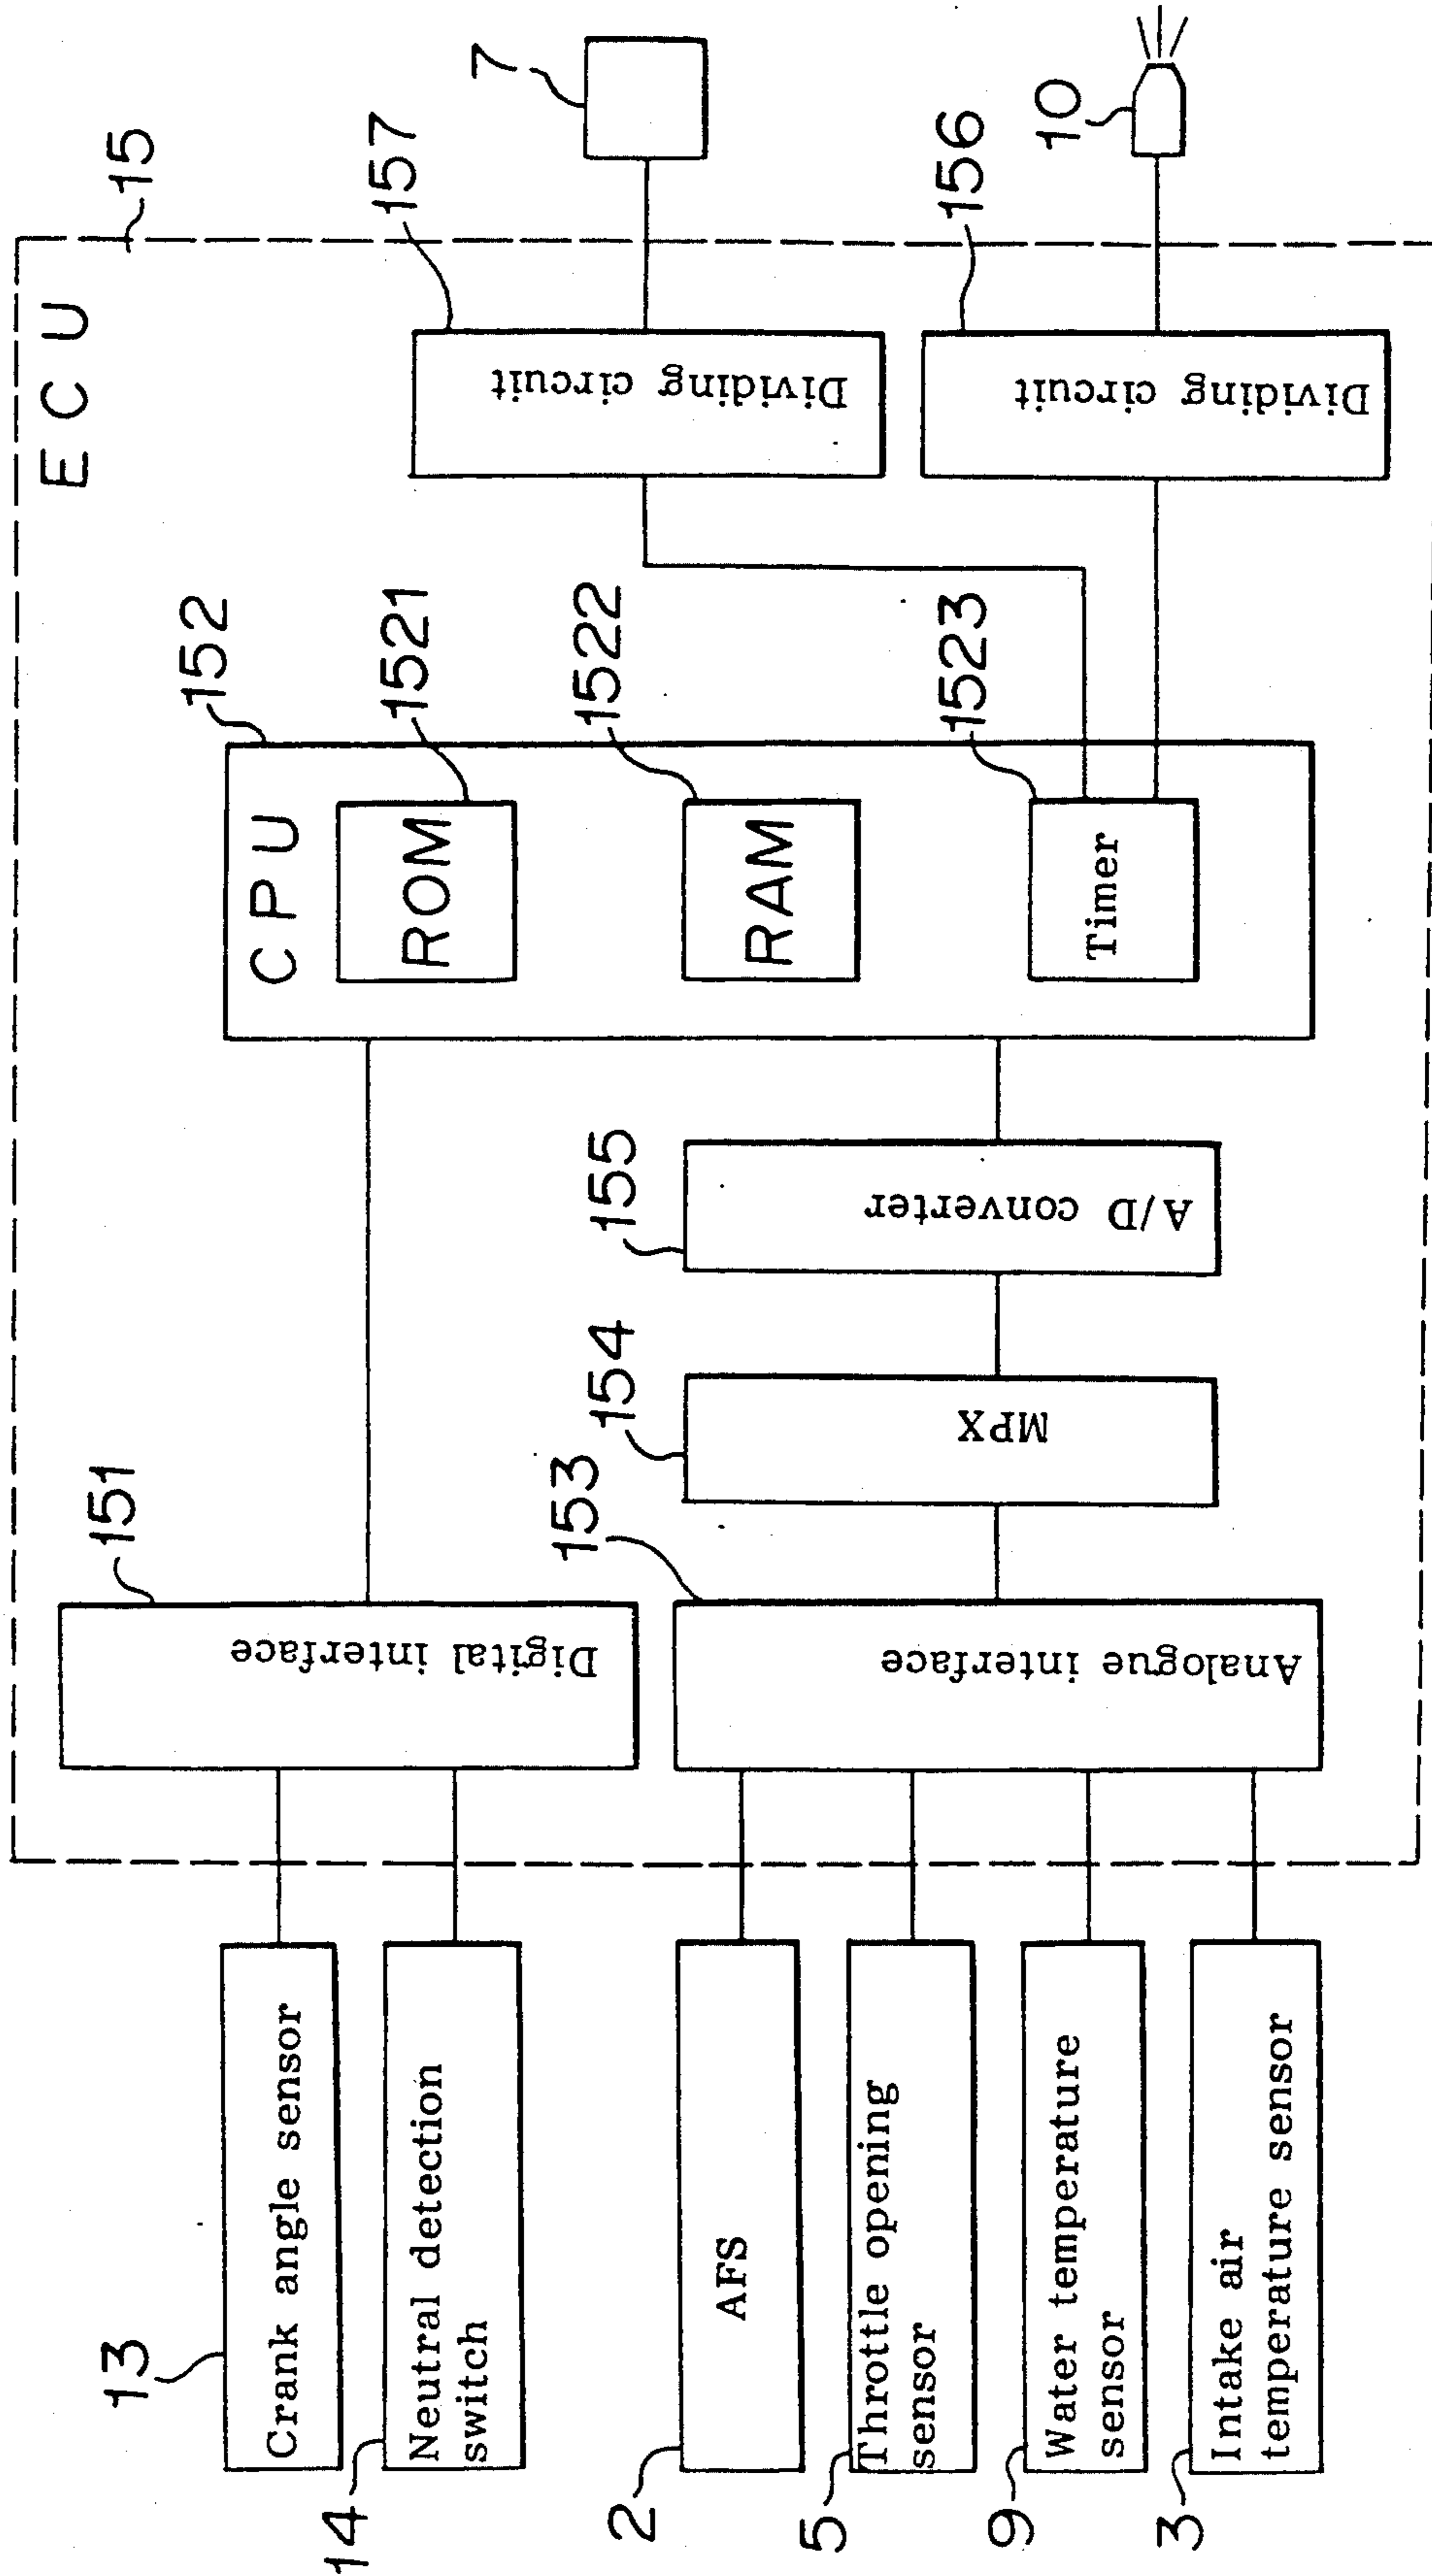 ECU
15
13
Crank angle sensor
14
Neutral detection
switch
2
AFS
5
Throttle opening
sensor
9
Water temperature
sensor
3
Intake air
temperature sensor
151
Digital interface
153
Analogue interface
154
MPX
155
A/D converter
152
CPU
1521
ROM
1522
RAM
1523
Timer
157
Dividing circuit
156
Dividing circuit
7
10